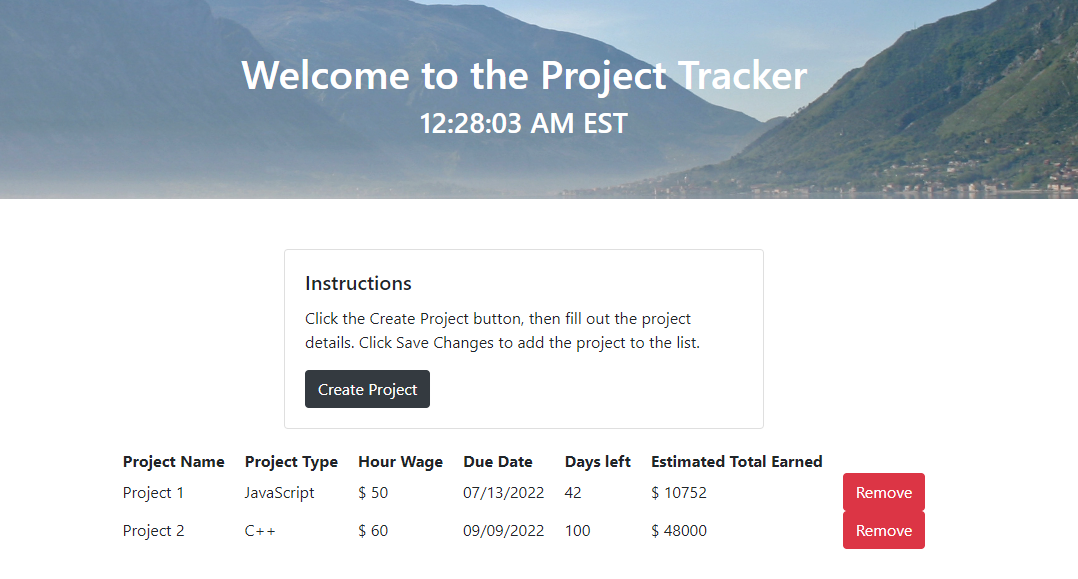 Welcome to the Project Tracker
12:28:03 AM EST
Instructions
Click the Create Project button, then fill out the project
details. Click Save Changes to add the project to the list.
Create Project
Project Name Project Type Hour Wage Due Date Days left Estimated Total Earned
Project 1 JavaScript $ 50 07/13/2022 42 $ 10752 Remove
Project 2 C++ $ 60 09/09/2022 100 $ 48000 Remove